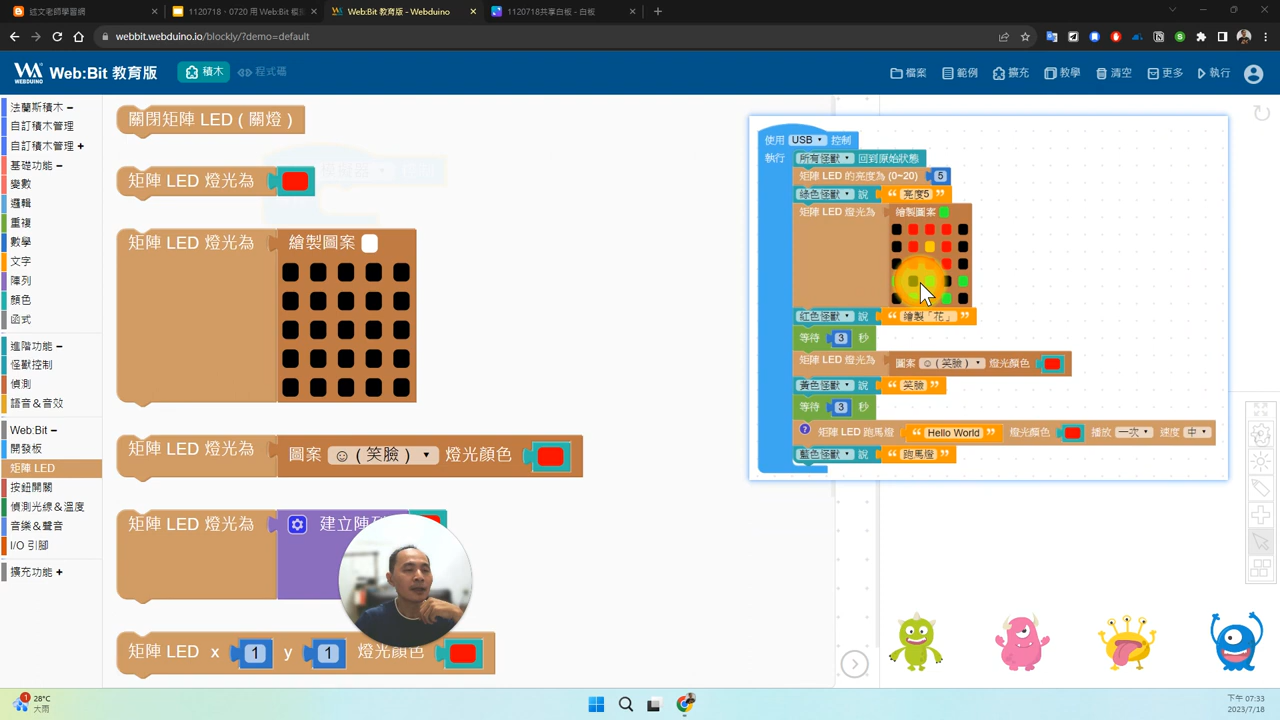 述文老師學習網
1120718、0720 用 Web:Bit 檔
Web:Bit 教育版 - Webduino
1120718共享白板 - 白板
webbit.webduino.io/blockly/?demo=default
WEBDUINO
Web:Bit 教育版
積木
程式碼
檔案
範例
擴充
教學
清空
更多
執行
法蘭斯積木
自訂積木管理
自訂積木管理
基礎功能
變數
邏輯
重複
數學
文字
陣列
顏色
函式
進階功能
怪獸控制
偵測
語音＆音效
Web:Bit
開發板
矩陣 LED
按鈕開關
偵測光線＆溫度
音樂＆聲音
I/O 引腳
擴充功能
關閉矩陣 LED ( 關燈 )
矩陣 LED 燈光為
矩陣 LED 燈光為 繪製圖案
矩陣 LED 燈光為 圖案 ☺ ( 笑臉 ) 燈光顏色
矩陣 LED 燈光為 建立陣
矩陣 LED x 1 y 1 燈光顏色
使用 USB 控制
執行 所有怪獸 回到原始狀態
矩陣 LED 的亮度為 (0~20) 5
綠色怪獸 說 “ 亮度5 ”
矩陣 LED 燈光為 繪製圖案
紅色怪獸 說 “ 繪製「花」 ”
等待 3 秒
矩陣 LED 燈光為 圖案 ☺ ( 笑臉 ) 燈光顏色
黃色怪獸 說 “ 笑臉 ”
等待 3 秒
矩陣 LED 跑馬燈 “ Hello World ” 燈光顏色 播放 一次 速度 中
藍色怪獸 說 “ 跑馬燈 ”
1
28°C
大雨
下午 07:33
2023/7/18